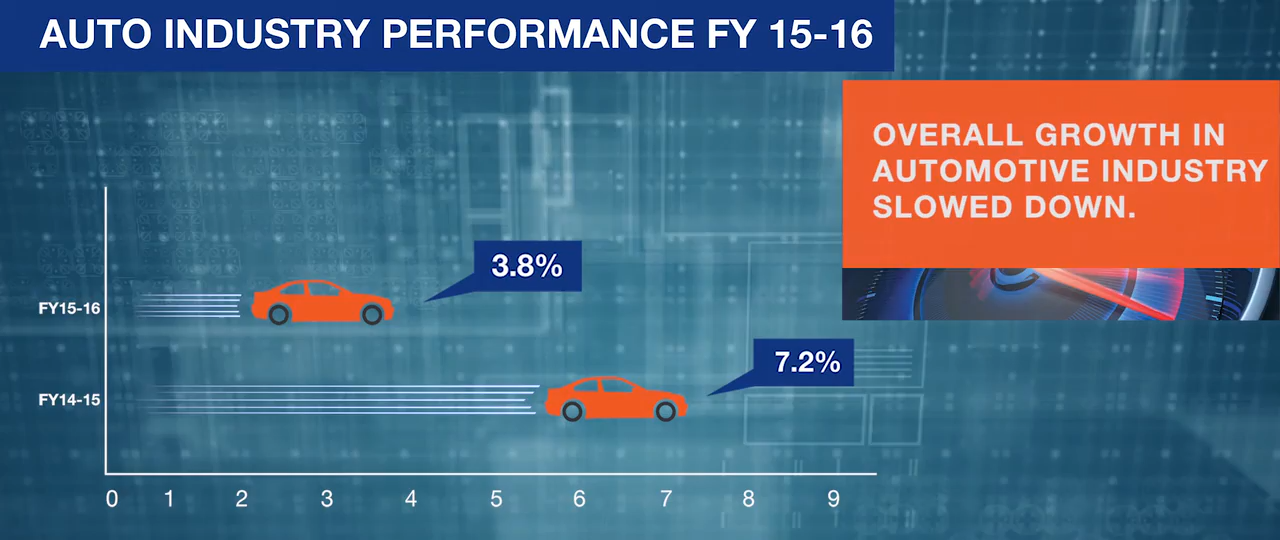 AUTO INDUSTRY PERFORMANCE FY 15-16
OVERALL GROWTH IN
AUTOMOTIVE INDUSTRY
SLOWED DOWN.
3.8%
FY15-16
7.2%
FY14-15
0 1 2 3 4 5 6 7 8 9